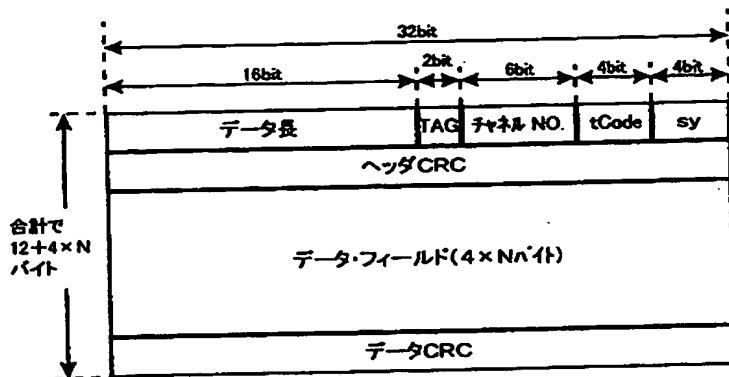 32bit
16bit
2bit
6bit
4bit
4bit
データ長
TAG
チャネル NO.
tCode
sy
ヘッダCRC
合計で
12+4×N
バイト
データ・フィールド(4×Nバイト)
データCRC